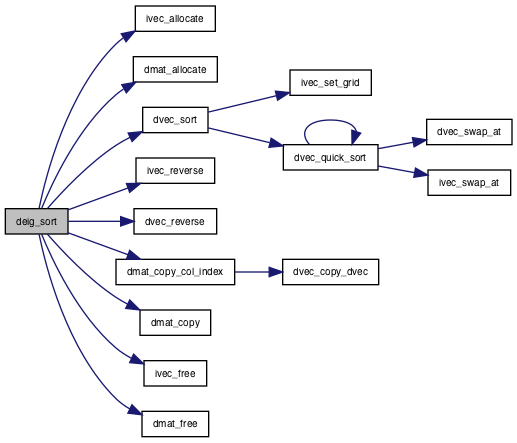 ivec_allocate
dmat_allocate
ivec_set_grid
dvec_sort
dvec_swap_at
dvec_quick_sort
ivec_reverse
ivec_swap_at
deig_sort
dvec_reverse
dmat_copy_col_index
dvec_copy_dvec
dmat_copy
ivec_free
dmat_free